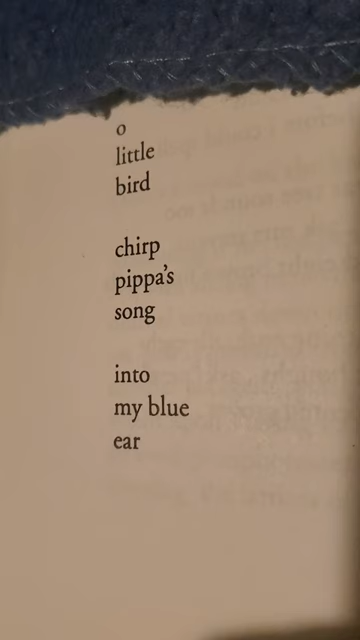 o
little
bird
chirp
pippa's
song
into
my blue
ear